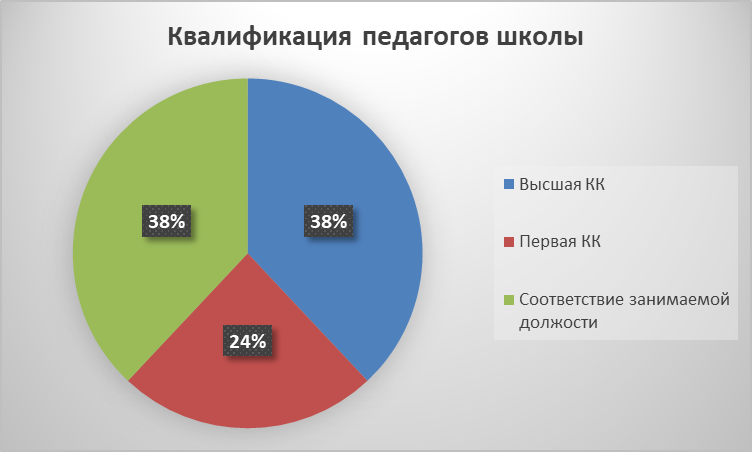 Квалификация педагогов школы
38%
38%
24%
Высшая КК
Первая КК
Соответствие занимаемой
должности